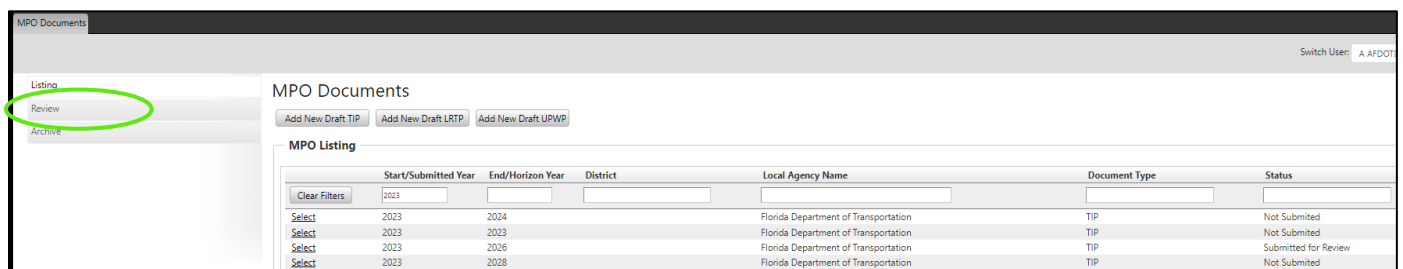 MPO Documents
Switch User: A AFDOT
Listing
Review
Archive
MPO Documents
Add New Draft TIP Add New Draft LRTP Add New Draft UPWP
MPO Listing
Start/Submitted Year End/Horizon Year District Local Agency Name Document Type Status
Clear Filters 2023
Select 2023 2024 Florida Department of Transportation TIP Not Submited
Select 2023 2023 Florida Department of Transportation TIP Not Submited
Select 2023 2026 Florida Department of Transportation TIP Submitted for Review
Select 2023 2028 Florida Department of Transportation TIP Not Submited